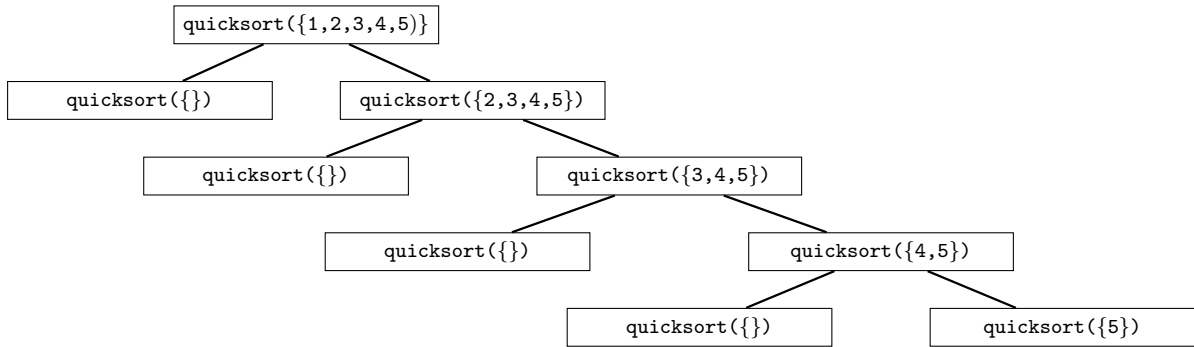 quicksort({1,2,3,4,5)}
quicksort({})
quicksort({2,3,4,5})
quicksort({})
quicksort({3,4,5})
quicksort({})
quicksort({4,5})
quicksort({})
quicksort({5})